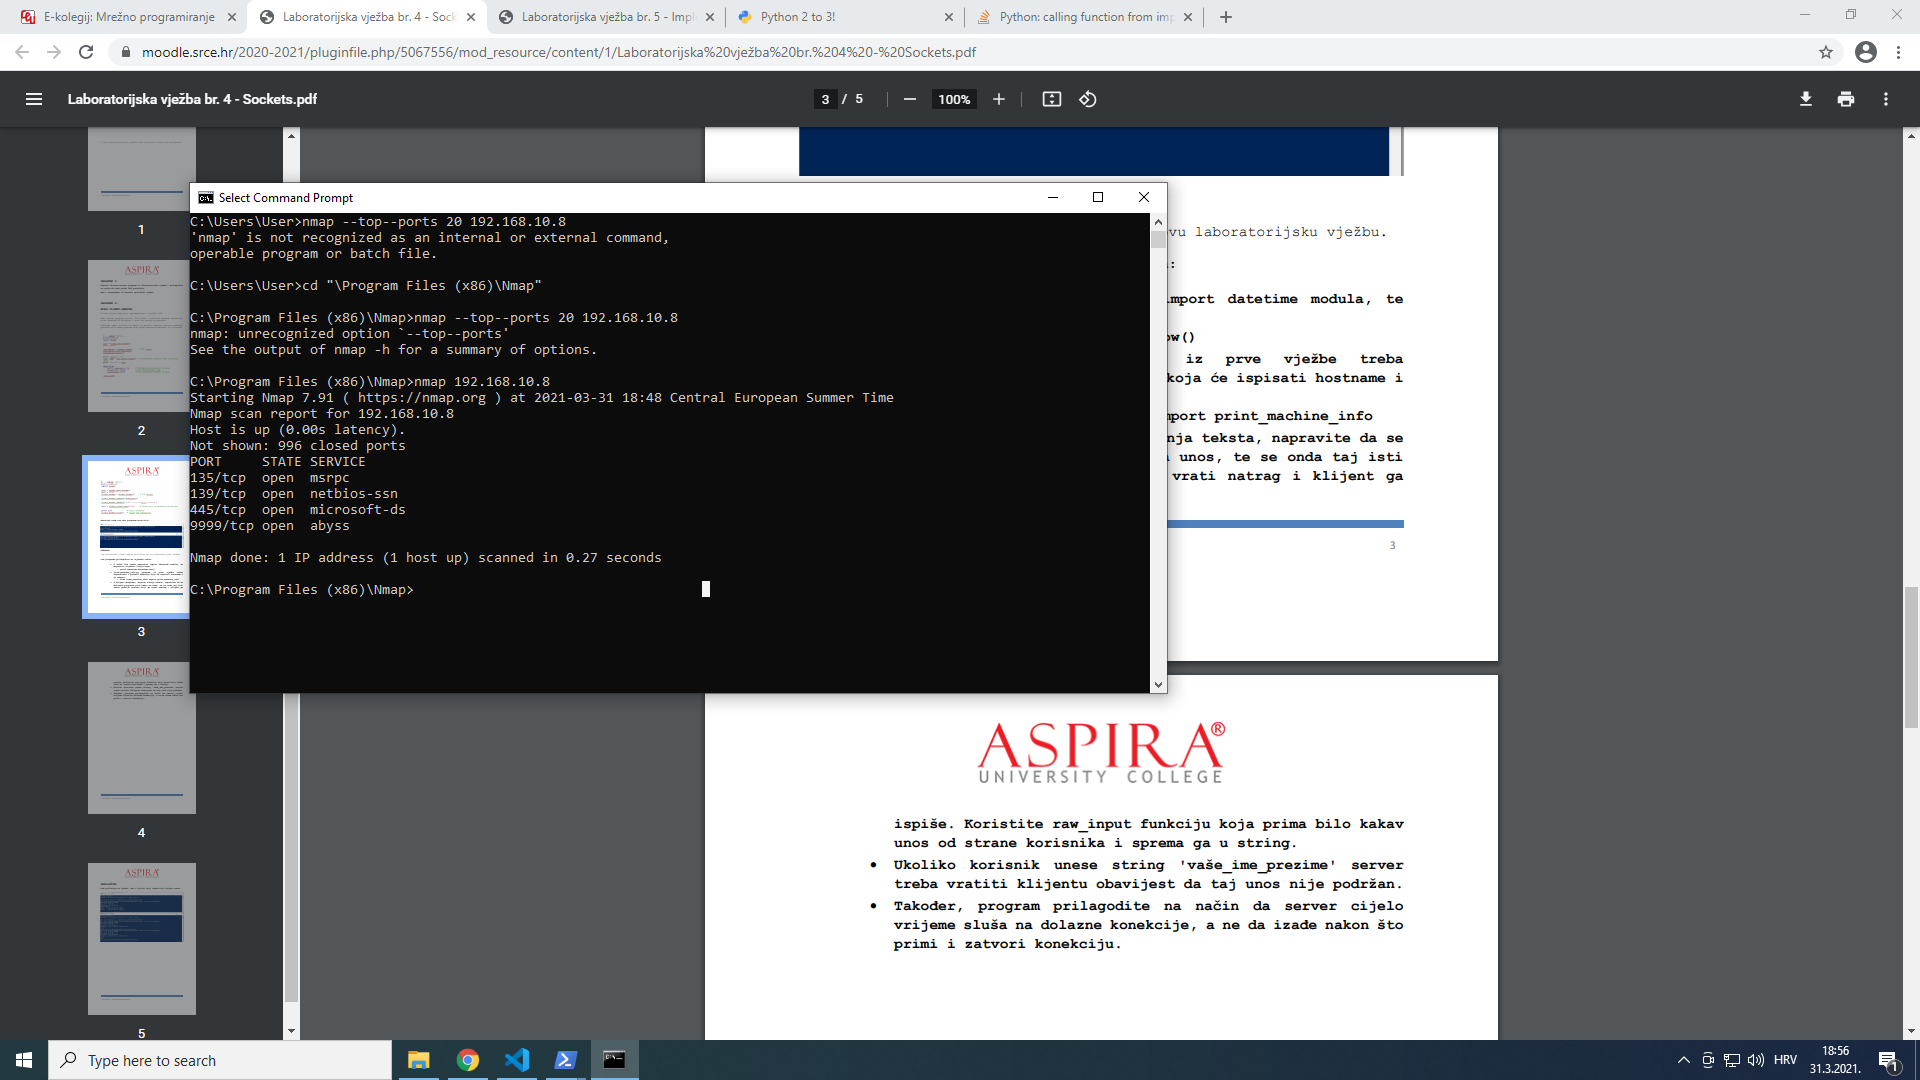 E-kolegij: Mrežno programiranje
Laboratorijska vježba br. 4 - Sock
Laboratorijska vježba br. 5 - Impl
Python 2 to 3!
Python: calling function from imp
moodle.srce.hr/2020-2021/pluginfile.php/5067556/mod_resource/content/1/Laboratorijska%20vježba%20br.%204%20-%20Sockets.pdf
Laboratorijska vježba br. 4 - Sockets.pdf
3 / 5
100%
1
ASPIRA
2
ASPIRA
3
ASPIRA
4
ASPIRA
5
Select Command Prompt
C:\Users\User>nmap --top--ports 20 192.168.10.8
'nmap' is not recognized as an internal or external command,
operable program or batch file.
C:\Users\User>cd "\Program Files (x86)\Nmap"
C:\Program Files (x86)\Nmap>nmap --top--ports 20 192.168.10.8
nmap: unrecognized option `--top--ports'
See the output of nmap -h for a summary of options.
C:\Program Files (x86)\Nmap>nmap 192.168.10.8
Starting Nmap 7.91 ( https://nmap.org ) at 2021-03-31 18:48 Central European Summer Time
Nmap scan report for 192.168.10.8
Host is up (0.00s latency).
Not shown: 996 closed ports
PORT     STATE SERVICE
135/tcp  open  msrpc
139/tcp  open  netbios-ssn
445/tcp  open  microsoft-ds
9999/tcp open  abyss
Nmap done: 1 IP address (1 host up) scanned in 0.27 seconds
C:\Program Files (x86)\Nmap>
vu laboratorijsku vježbu.
:
import datetime modula, te
ow()
iz prve vježbe treba
koja će ispisati hostname i
mport print_machine_info
nja teksta, napravite da se
unos, te se onda taj isti
vrati natrag i klijent ga
3
ASPIRA®
UNIVERSITY COLLEGE
ispiše. Koristite raw_input funkciju koja prima bilo kakav
unos od strane korisnika i sprema ga u string.
• Ukoliko korisnik unese string 'vaše_ime_prezime' server
treba vratiti klijentu obavijest da taj unos nije podržan.
• Također, program prilagodite na način da server cijelo
vrijeme sluša na dolazne konekcije, a ne da izađe nakon što
primi i zatvori konekciju.
Type here to search
HRV
18:56
31.3.2021.
1